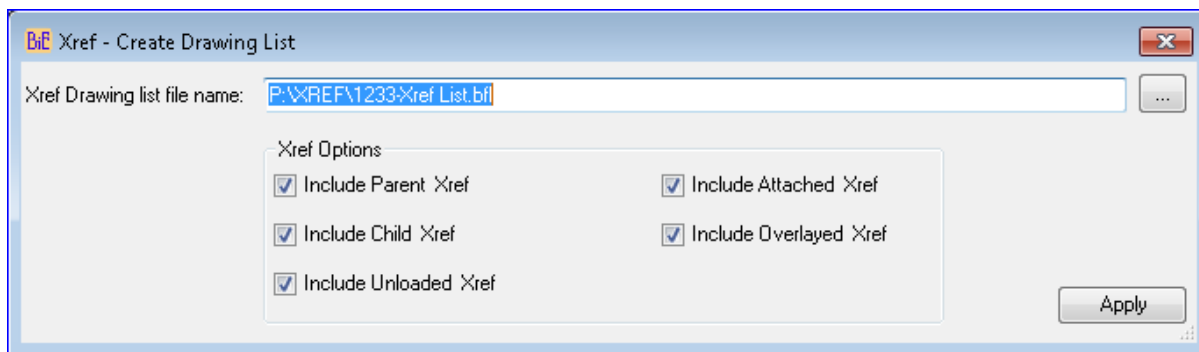 BiE Xref - Create Drawing List
Xref Drawing list file name: P:\XREF\1233-Xref List.bfl ...
Xref Options
Include Parent Xref Include Attached Xref
Include Child Xref Include Overlayed Xref
Include Unloaded Xref
Apply